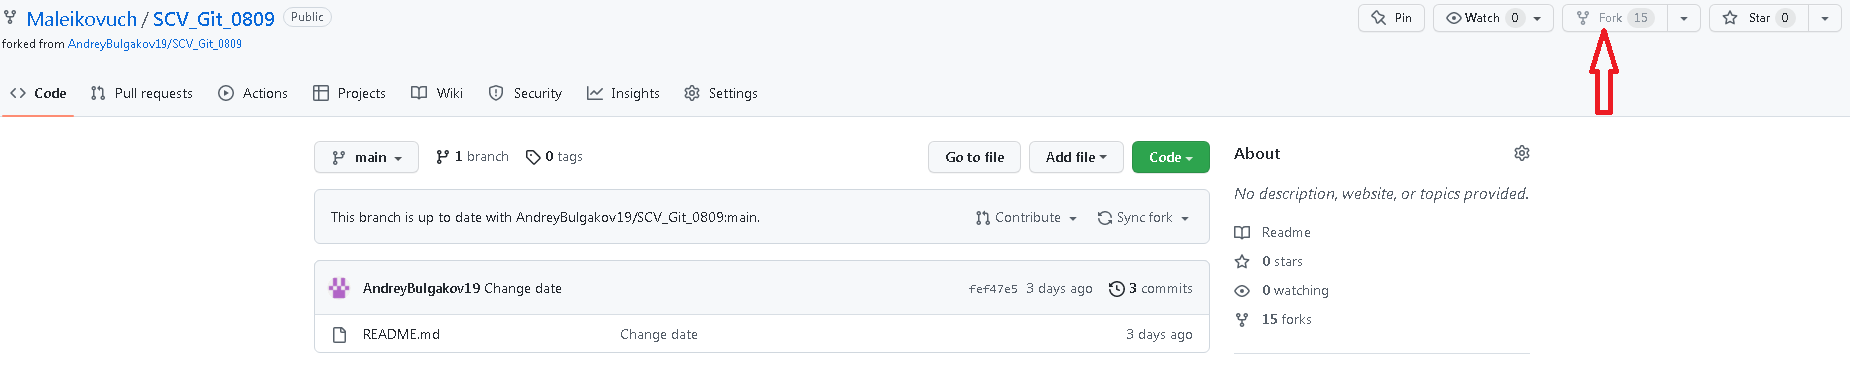 Maleikovuch / SCV_Git_0809 Public Pin Watch 0 Fork 15 Star 0
forked from AndreyBulgakov19/SCV_Git_0809
Code Pull requests Actions Projects Wiki Security Insights Settings
main 1 branch 0 tags Go to file Add file Code About
No description, website, or topics provided.
This branch is up to date with AndreyBulgakov19/SCV_Git_0809:main. Contribute Sync fork
Readme
0 stars
AndreyBulgakov19 Change date fef47e5 3 days ago 3 commits
0 watching
15 forks
README.md Change date 3 days ago